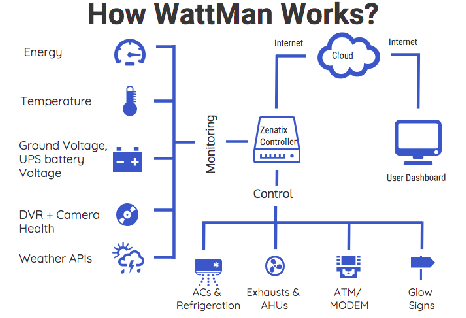 How WattMan Works?
Energy
Temperature
Ground Voltage,
UPS battery
Voltage
DVR + Camera
Health
Weather APIs
Monitoring
Internet
Cloud
Internet
Zenatix
Controller
User Dashboard
Control
ACs &
Refrigeration
Exhausts &
AHUs
ATM/
MODEM
Glow
Signs